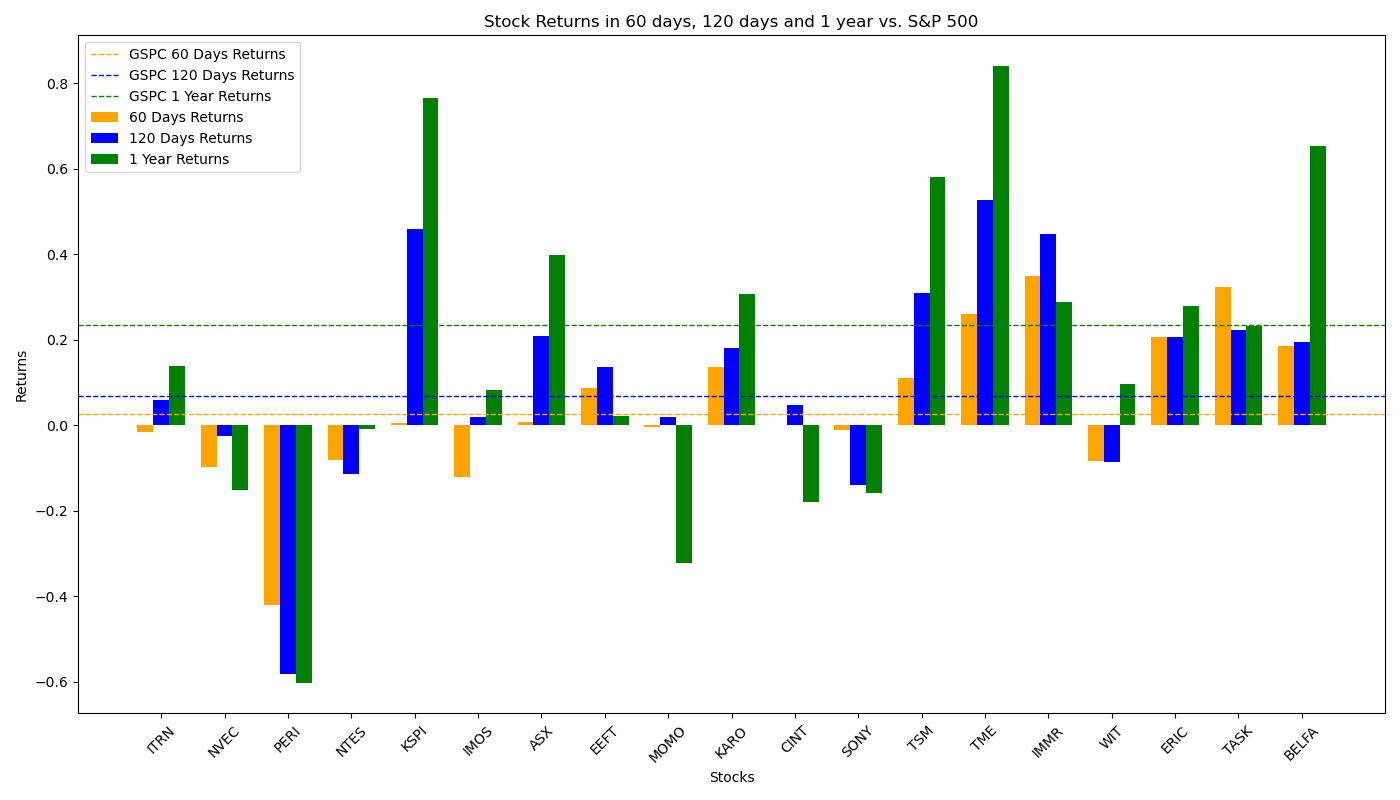 Stock Returns in 60 days, 120 days and 1 year vs. S&P 500
GSPC 60 Days Returns
GSPC 120 Days Returns
GSPC 1 Year Returns
60 Days Returns
120 Days Returns
1 Year Returns
Returns
0.8
0.6
0.4
0.2
0.0
−0.2
−0.4
−0.6
ITRN NVEC PERI NTES KSPI IMOS ASX EEFT MOMO KARO CINT SONY TSM TME IMMR WIT ERIC TASK BELFA
Stocks